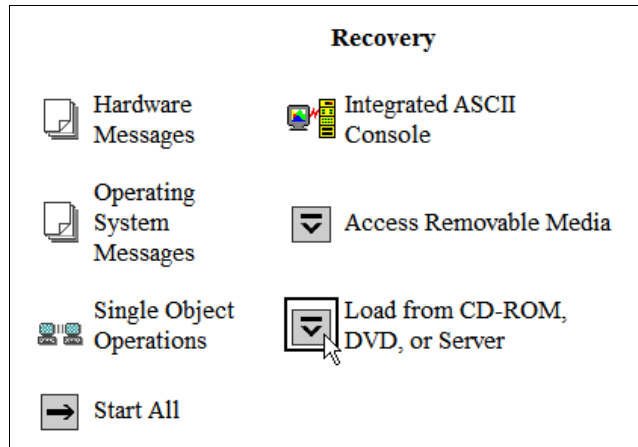 Recovery
Hardware
Messages
Integrated ASCII
Console
Operating
System
Messages
Access Removable Media
Single Object
Operations
Load from CD-ROM,
DVD, or Server
Start All